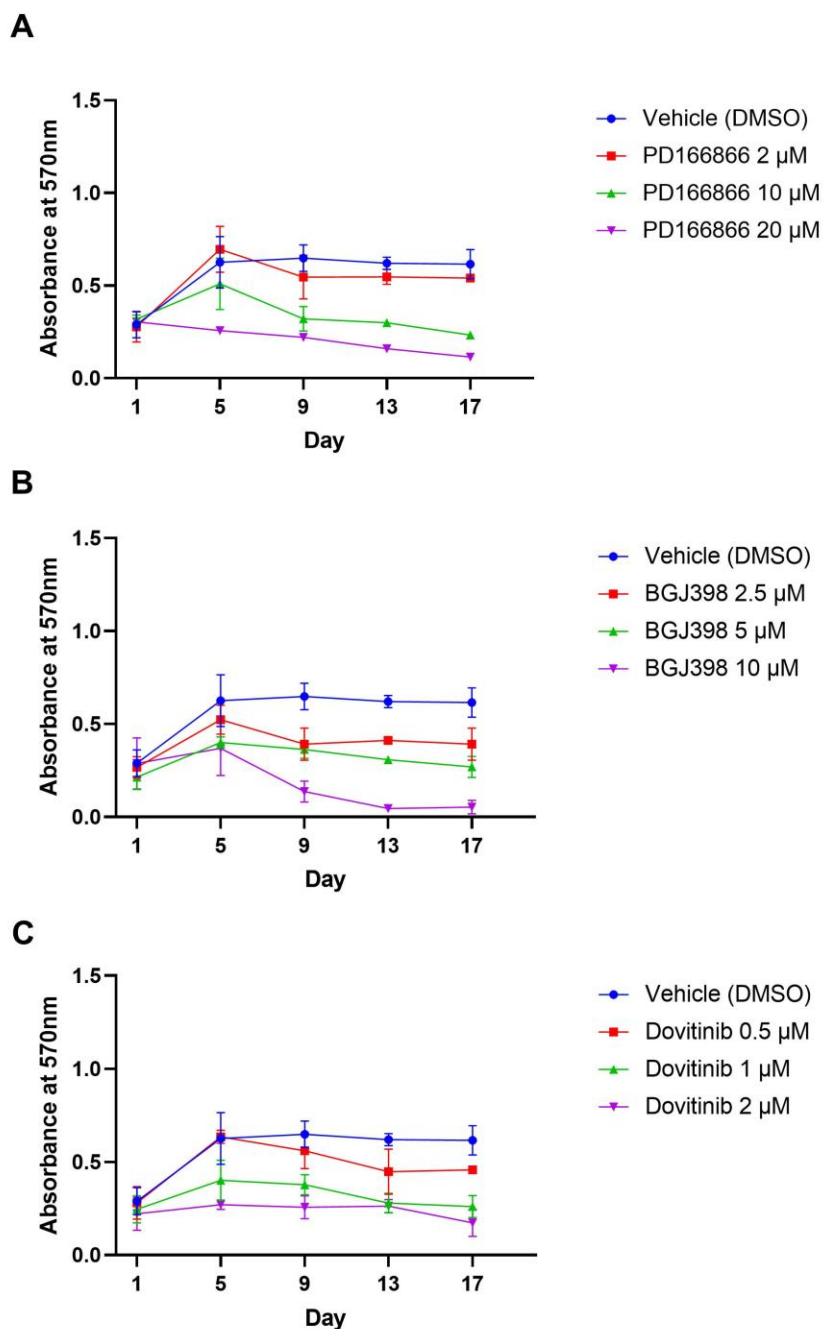 A
Absorbance at 570nm
1.5
1.0
0.5
0.0
1 5 9 13 17
Day
Vehicle (DMSO)
PD166866 2 µM
PD166866 10 µM
PD166866 20 µM
B
Absorbance at 570nm
1.5
1.0
0.5
0.0
1 5 9 13 17
Day
Vehicle (DMSO)
BGJ398 2.5 µM
BGJ398 5 µM
BGJ398 10 µM
C
Absorbance at 570nm
1.5
1.0
0.5
0.0
1 5 9 13 17
Day
Vehicle (DMSO)
Dovitinib 0.5 µM
Dovitinib 1 µM
Dovitinib 2 µM